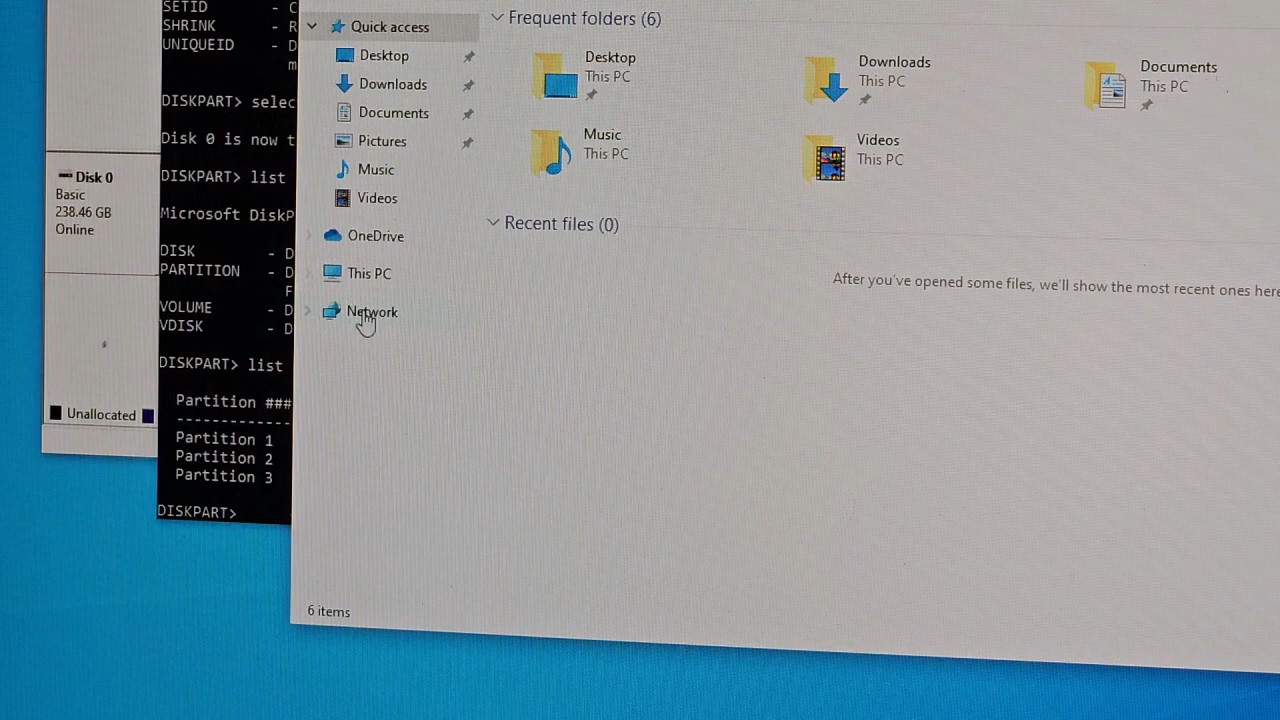 SETID - C
SHRINK - R
UNIQUEID - D
m
DISKPART> selec
Disk 0 is now t
DISKPART> list
Microsoft DiskP
DISK - D
PARTITION - D
F
VOLUME - D
VDISK - D
DISKPART> list
Partition ###
-------------
Partition 1
Partition 2
Partition 3
DISKPART>
Disk 0
Basic
238.46 GB
Online
Unallocated
Quick access
Desktop
Downloads
Documents
Pictures
Music
Videos
OneDrive
This PC
Network
Frequent folders (6)
Desktop
This PC
Downloads
This PC
Documents
This PC
Music
This PC
Videos
This PC
Recent files (0)
After you've opened some files, we'll show the most recent ones here
6 items